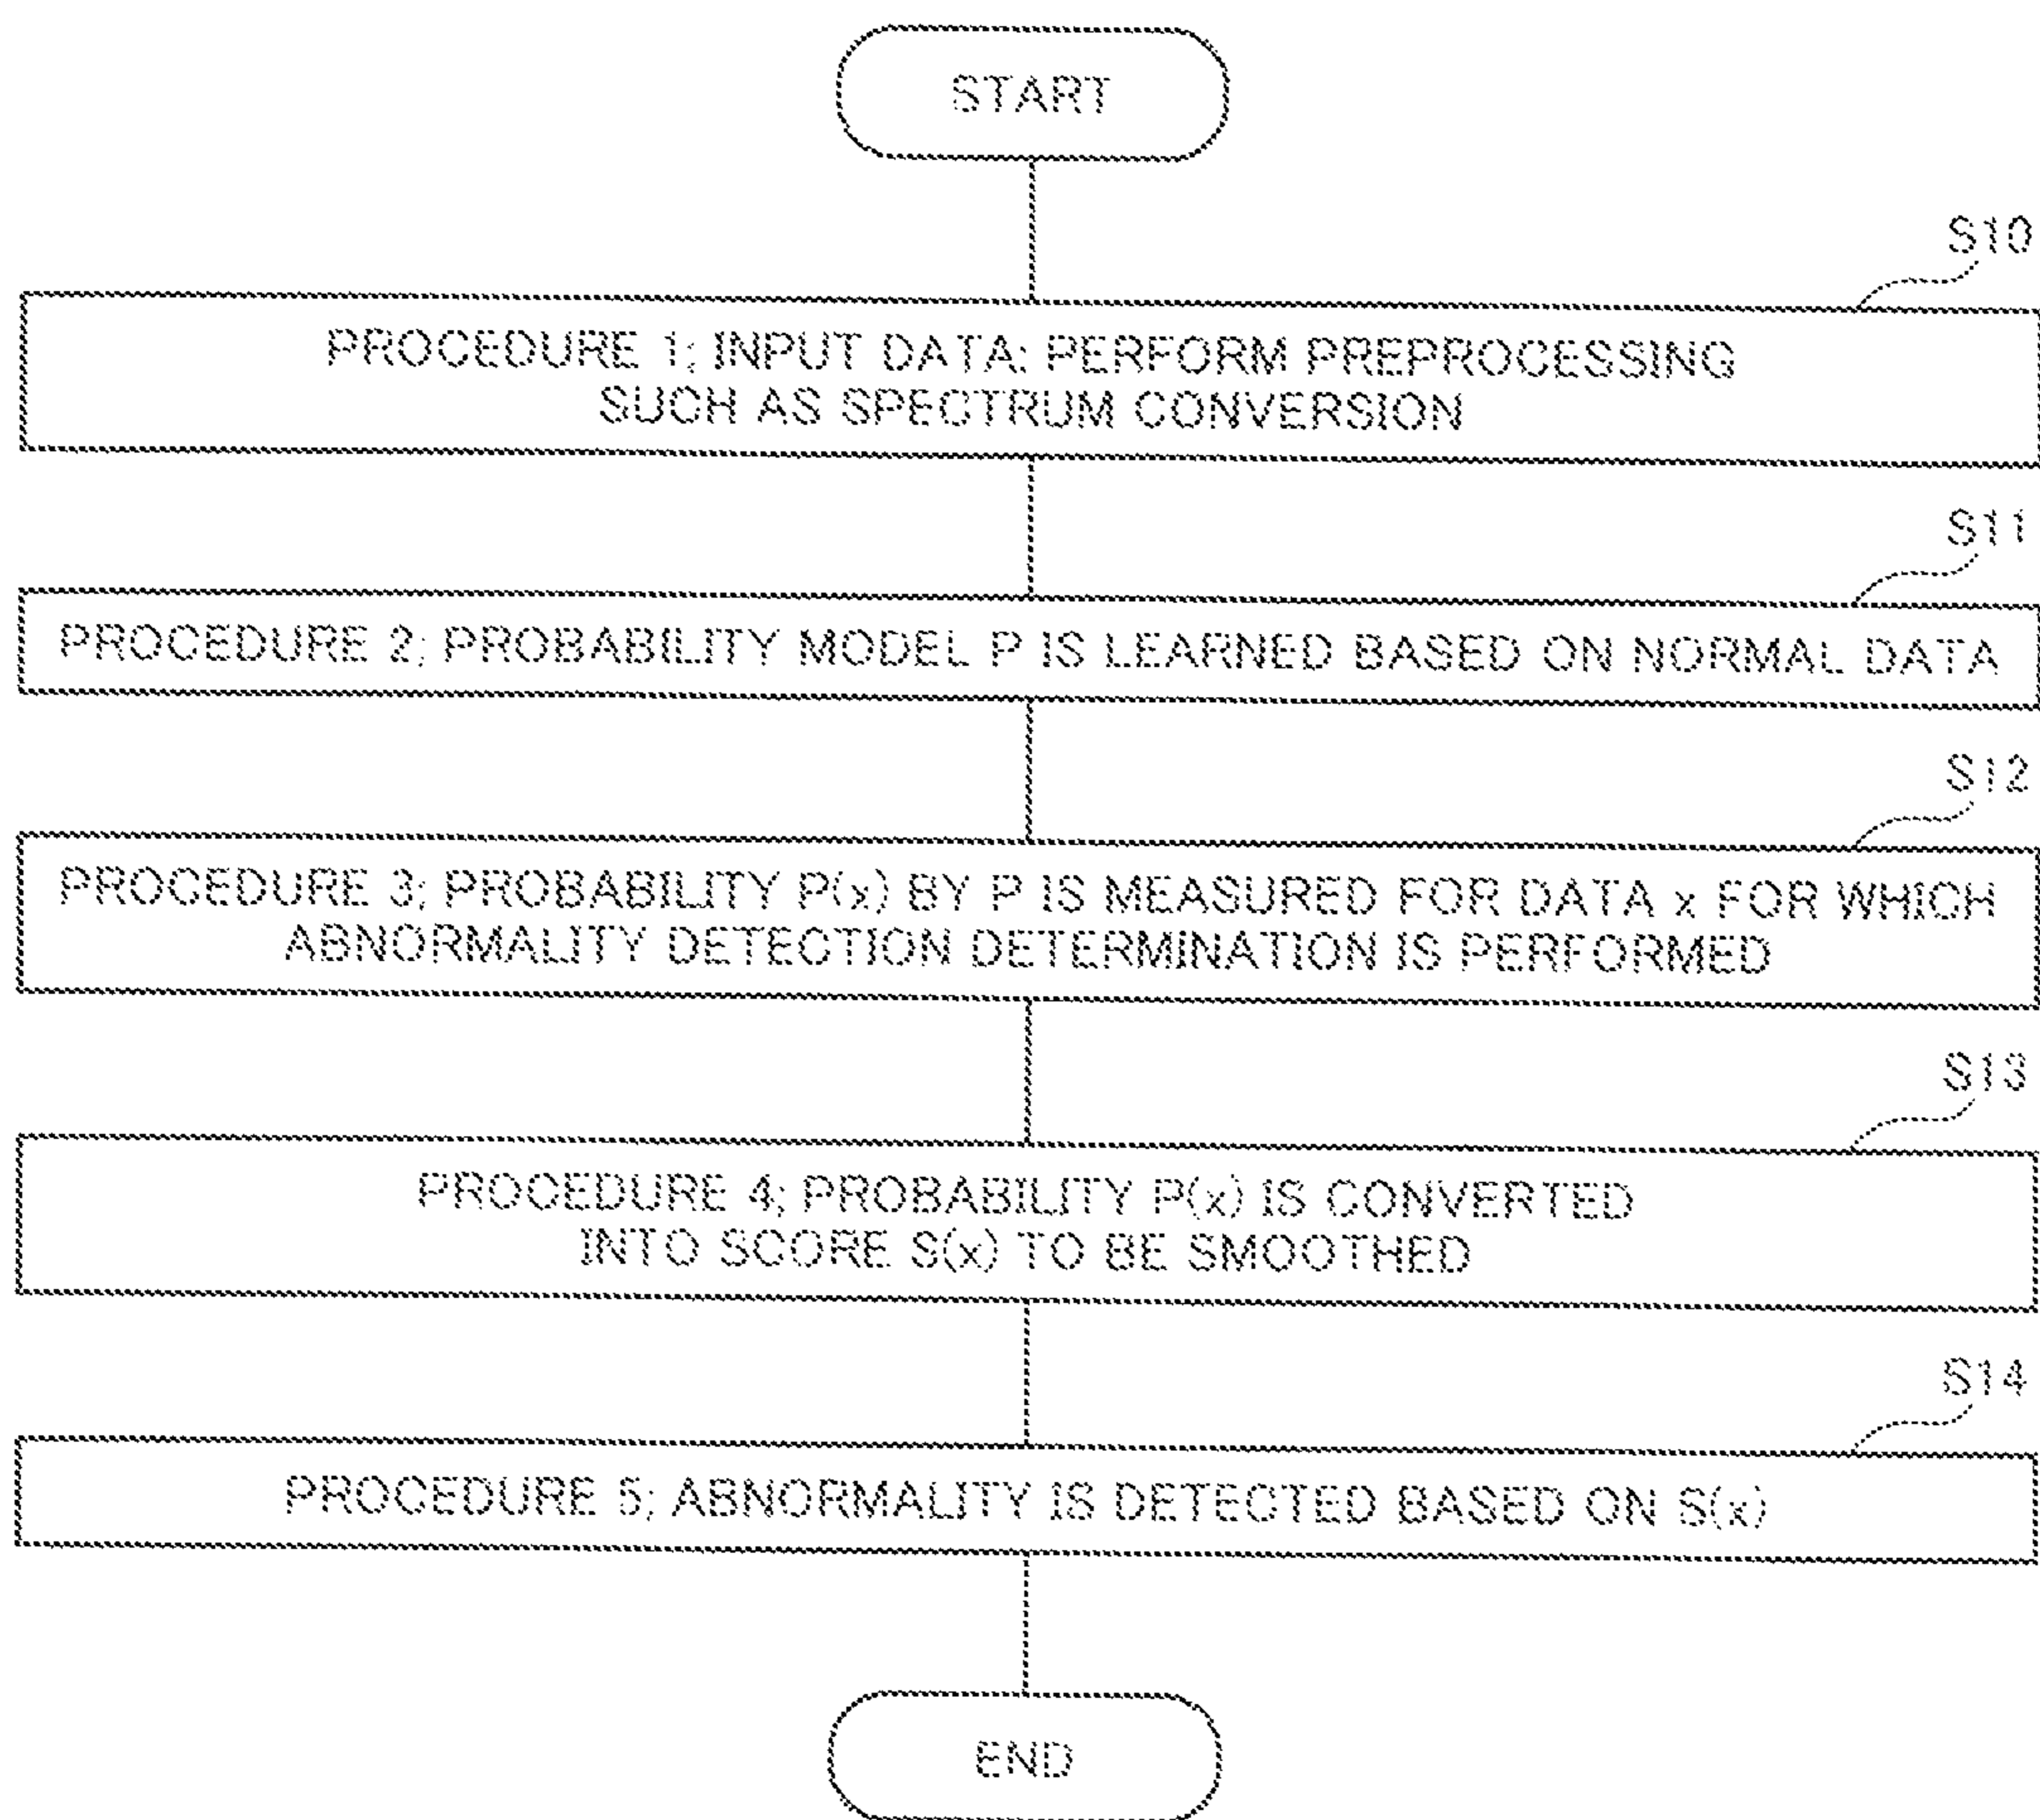 START
S10
PROCEDURE 1; INPUT DATA; PERFORM PREPROCESSING
SUCH AS SPECTRUM CONVERSION
S11
PROCEDURE 2; PROBABILITY MODEL P IS LEARNED BASED ON NORMAL DATA
S12
PROCEDURE 3; PROBABILITY P(x) BY P IS MEASURED FOR DATA x FOR WHICH
ABNORMALITY DETECTION DETERMINATION IS PERFORMED
S13
PROCEDURE 4; PROBABILITY P(x) IS CONVERTED
INTO SCORE S(x) TO BE SMOOTHED
S14
PROCEDURE 5; ABNORMALITY IS DETECTED BASED ON S(x)
END